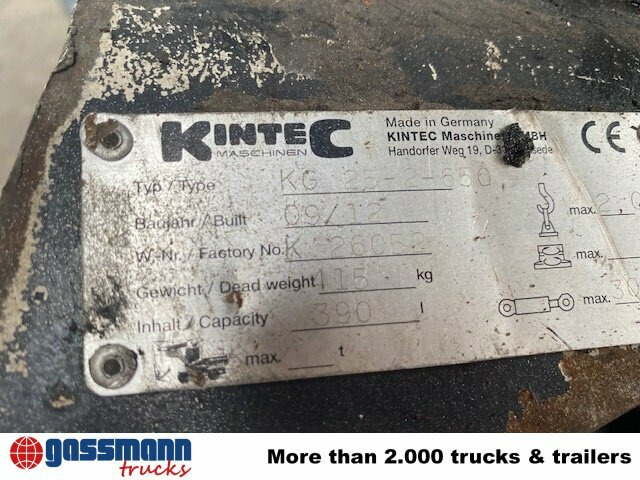 KINTEC
MASCHINEN
Made in Germany
KINTEC
Handorfer Weg 19,
CE
Typ / Type KG 25-2-650
Baujahr / Built 09/12
W.-Nr. / Factory No. K 26052
Gewicht / Dead weight 415 kg
Inhalt / Capacity 390 l
max. t
max.
max.
max.
gassmann
trucks
More than 2.000 trucks & trailers